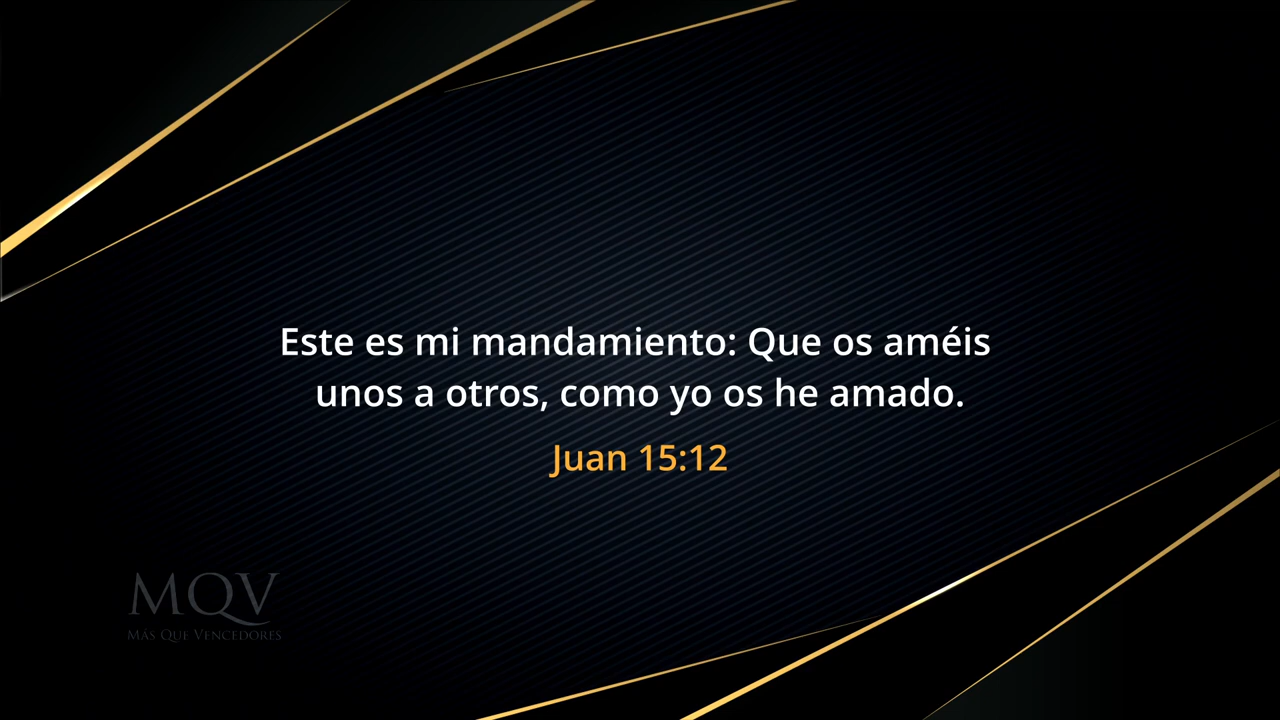 Este es mi mandamiento: Que os améis
unos a otros, como yo os he amado.
Juan 15:12
MQV
Más Que Vencedores